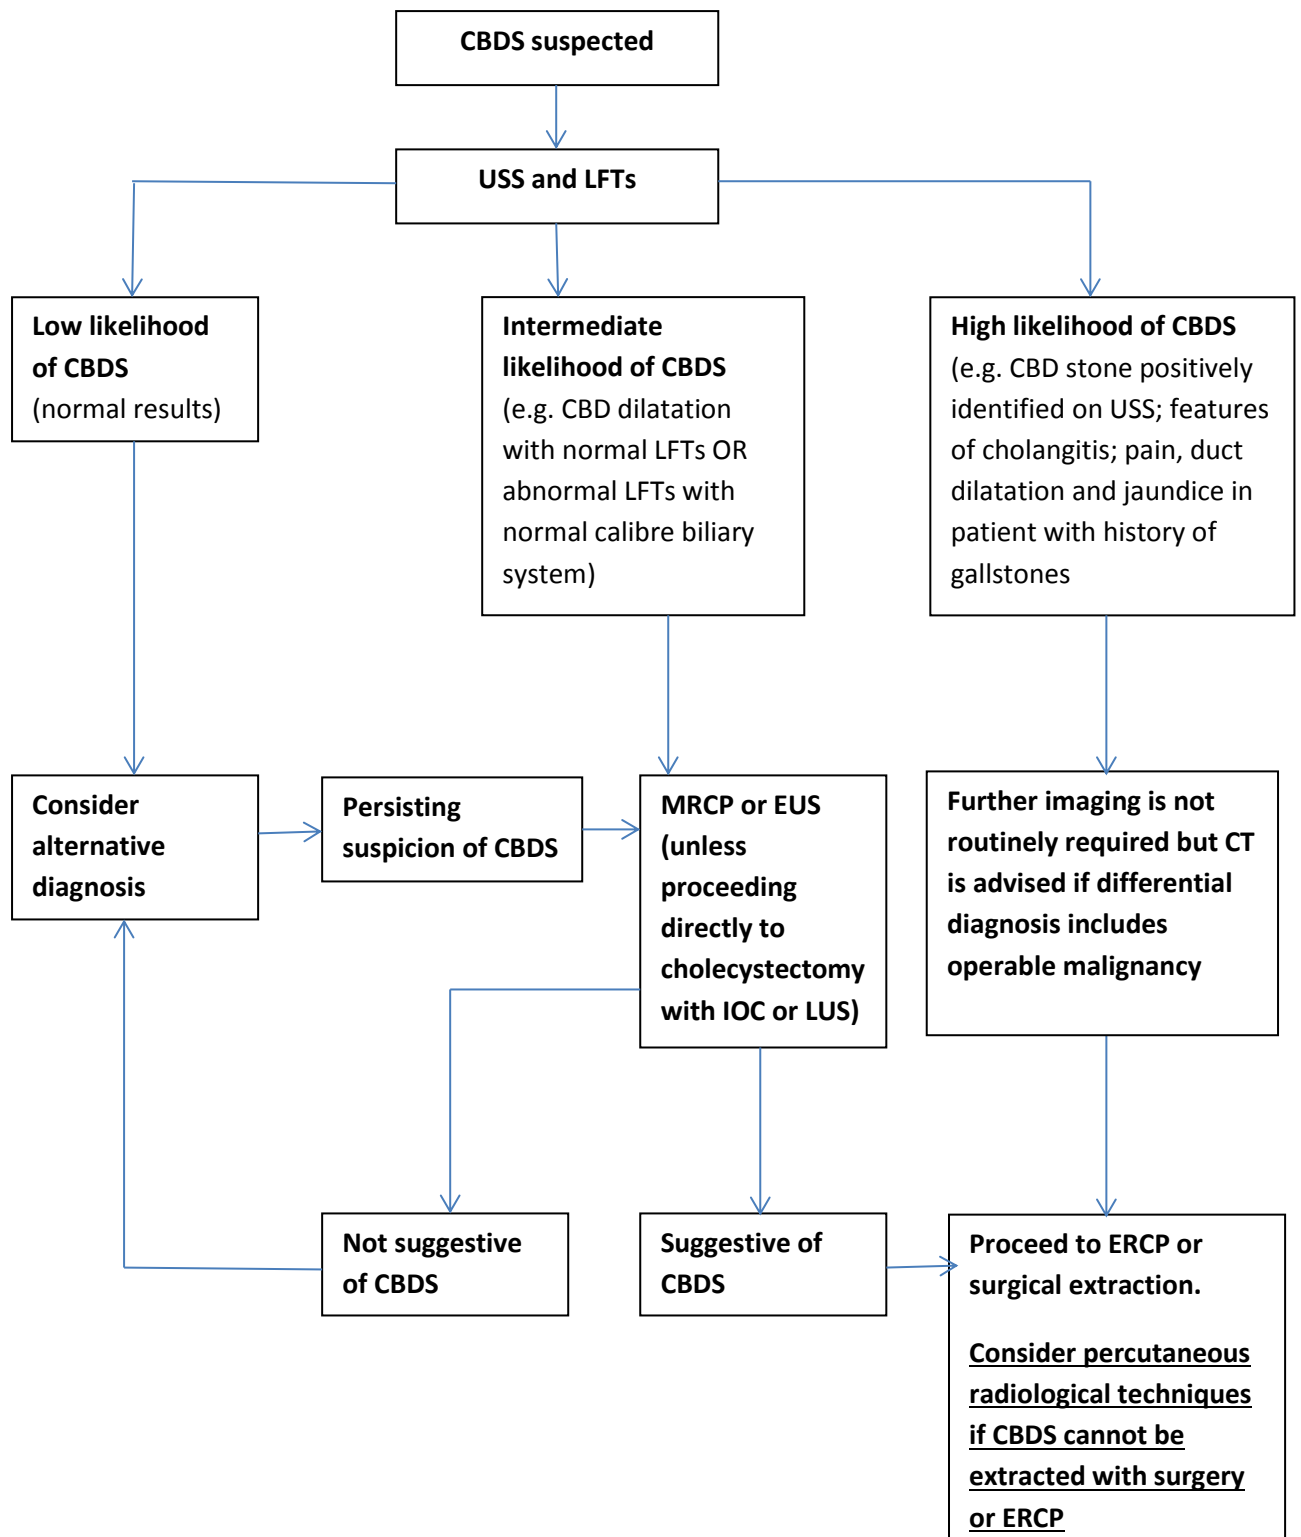 CBDS suspected
USS and LFTs
Low likelihood
of CBDS
(normal results)
Intermediate
likelihood of CBDS
(e.g. CBD dilatation
with normal LFTs OR
abnormal LFTs with
normal calibre biliary
system)
High likelihood of CBDS
(e.g. CBD stone positively
identified on USS; features
of cholangitis; pain, duct
dilatation and jaundice in
patient with history of
gallstones
Consider
alternative
diagnosis
Persisting
suspicion of CBDS
MRCP or EUS
(unless
proceeding
directly to
cholecystectomy
with IOC or LUS)
Further imaging is not
routinely required but CT
is advised if differential
diagnosis includes
operable malignancy
Not suggestive
of CBDS
Suggestive of
CBDS
Proceed to ERCP or
surgical extraction.
Consider percutaneous
radiological techniques
if CBDS cannot be
extracted with surgery
or ERCP